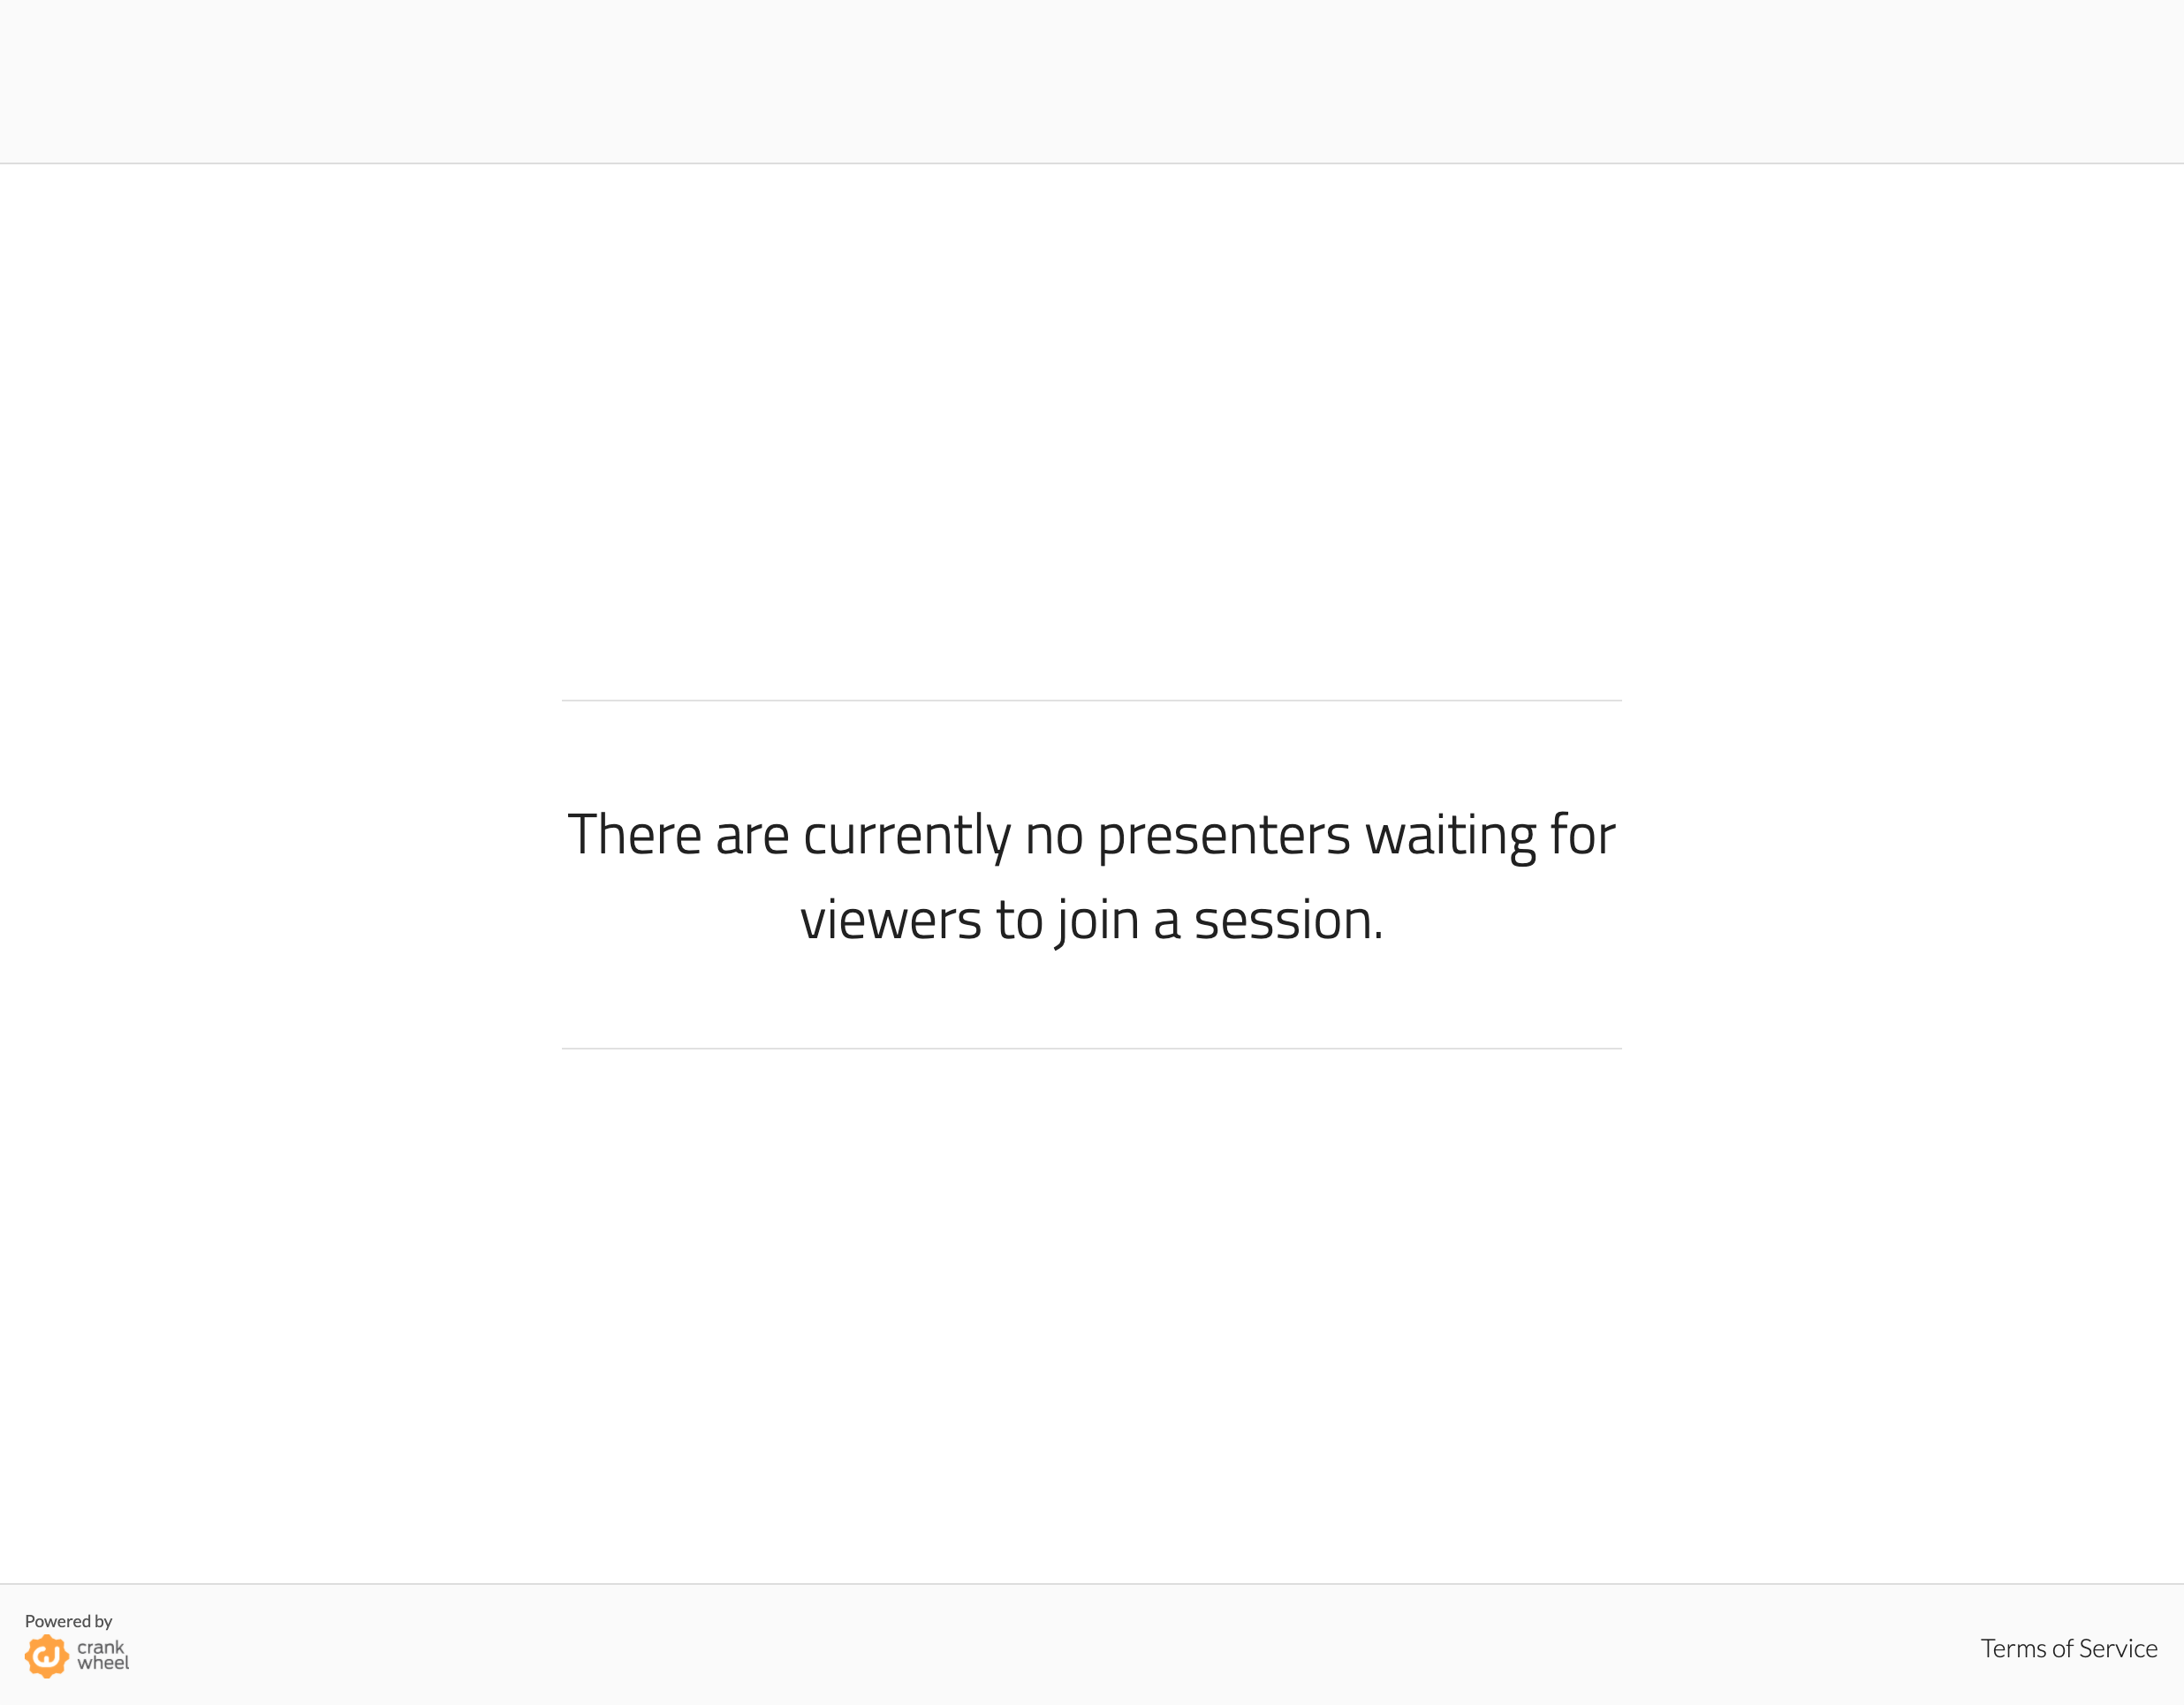 There are currently no presenters waiting for
viewers to join a session.
Powered by
crank
wheel
Terms of Service